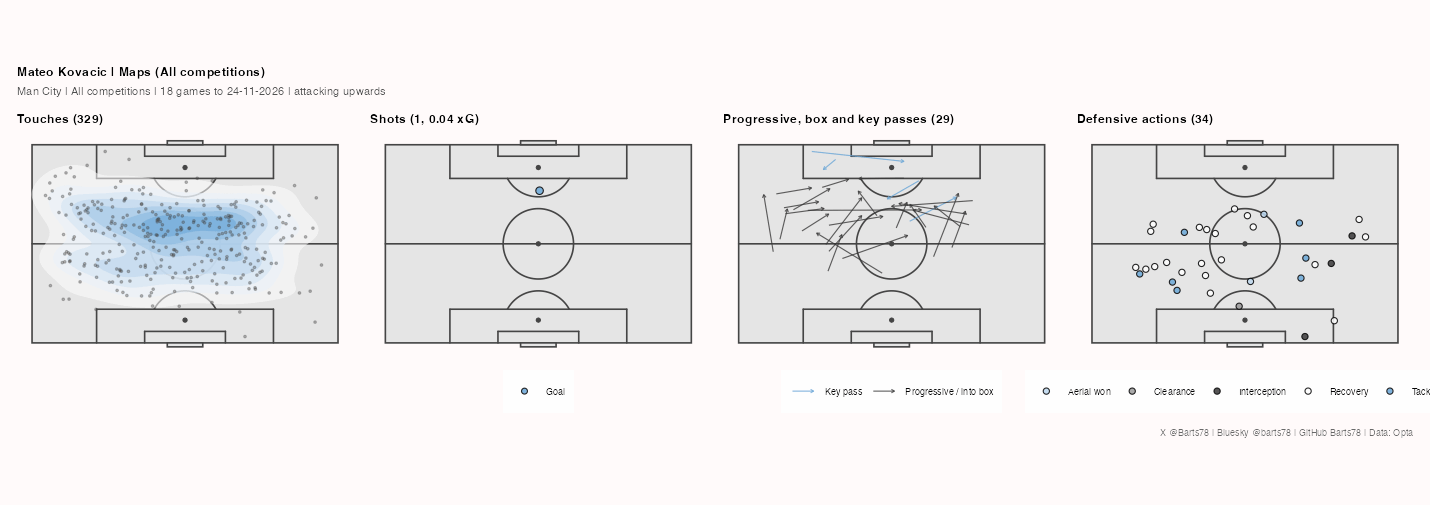 Mateo Kovacic | Maps (All competitions)
Man City | All competitions | 18 games to 24-11-2026 | attacking upwards
Touches (329)
Shots (1, 0.04 xG)
Progressive, box and key passes (29)
Defensive actions (34)
Goal
Key pass
Progressive / into box
Aerial won
Clearance
Interception
Recovery
Tack
X @Barts78 | Bluesky @barts78 | GitHub Barts78 | Data: Opta